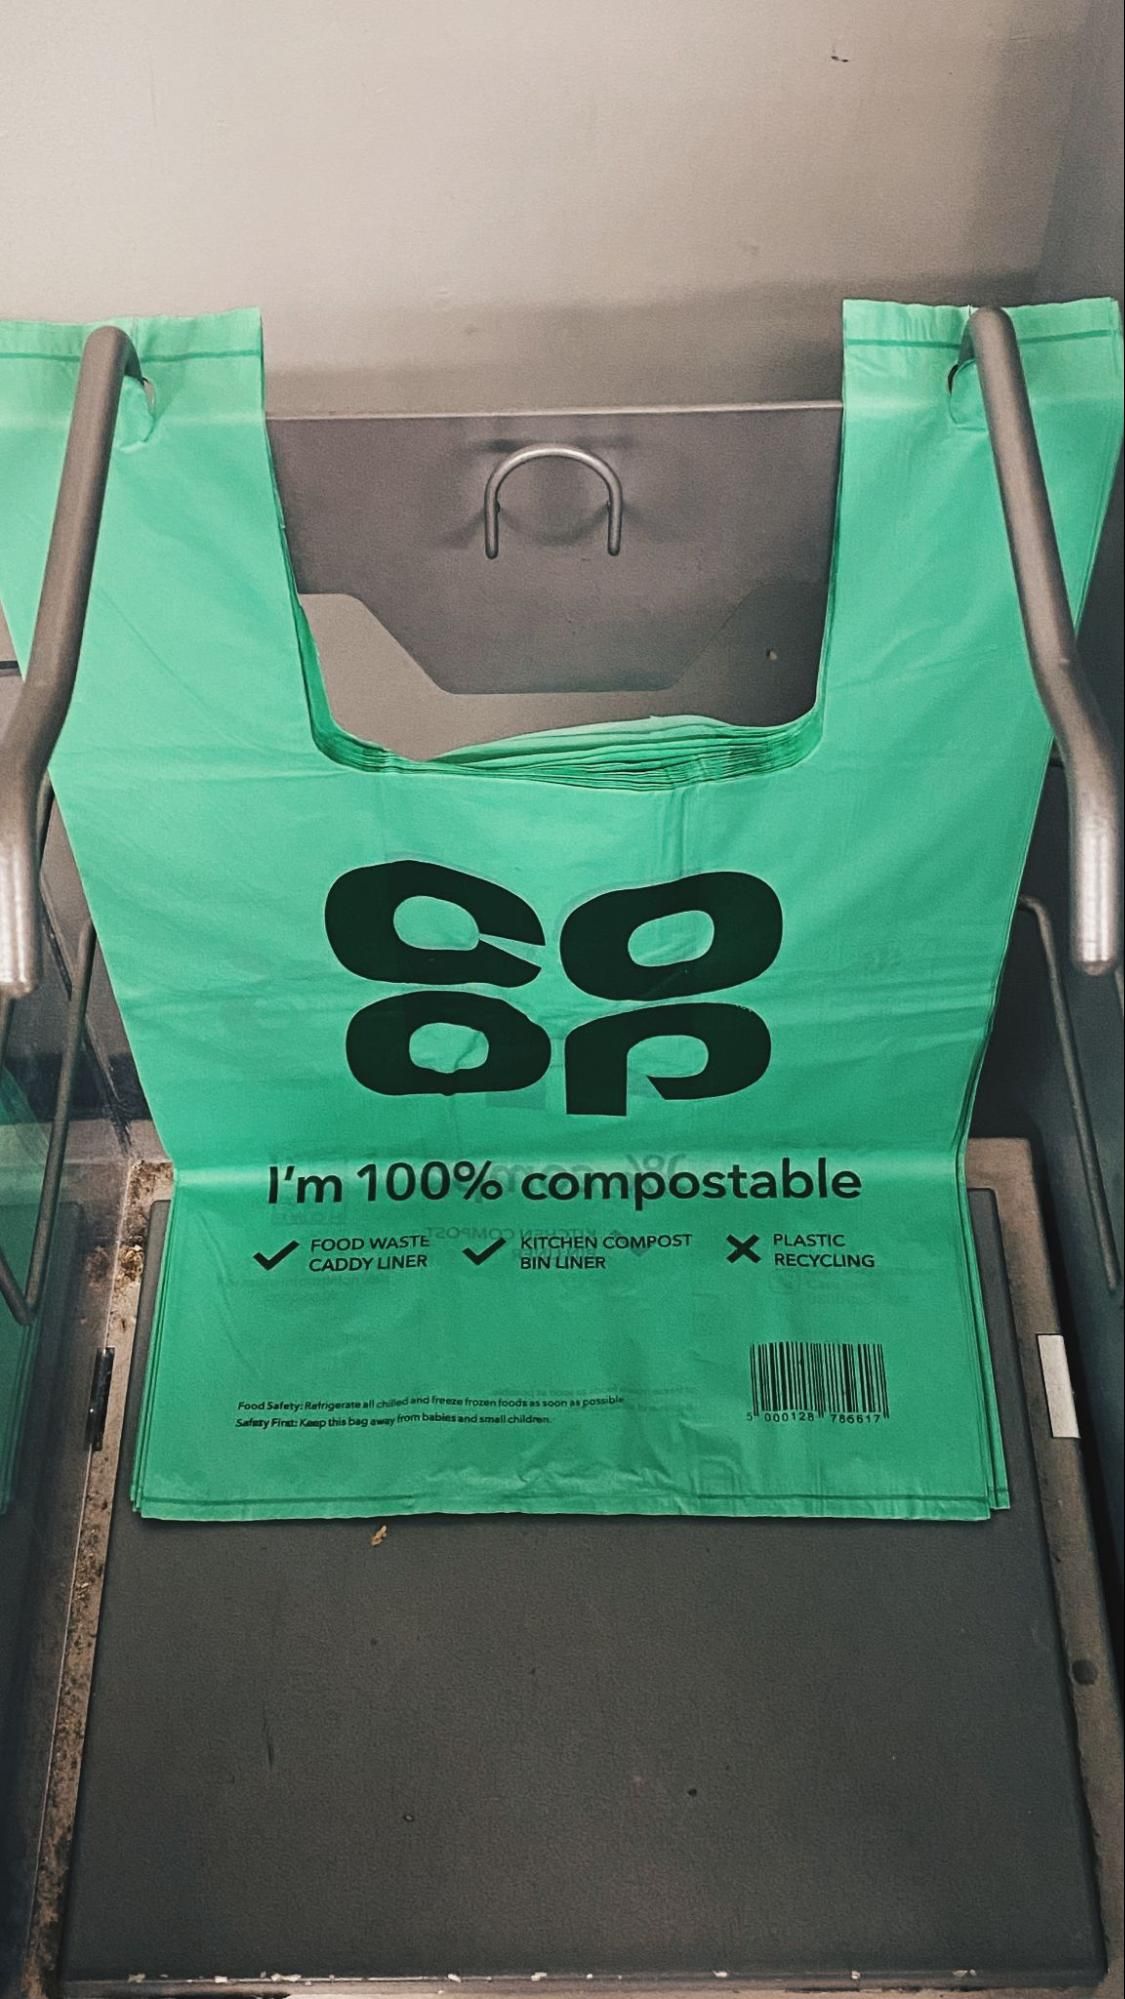 CO
OP
I'm 100% compostable
✓ FOOD WASTE
CADDY LINER
✓ KITCHEN COMPOST
BIN LINER
✗ PLASTIC
RECYCLING
Food Safety: Refrigerate all chilled and freeze frozen foods as soon as possible
Safety First: Keep this bag away from babies and small children.
5 000128 786617